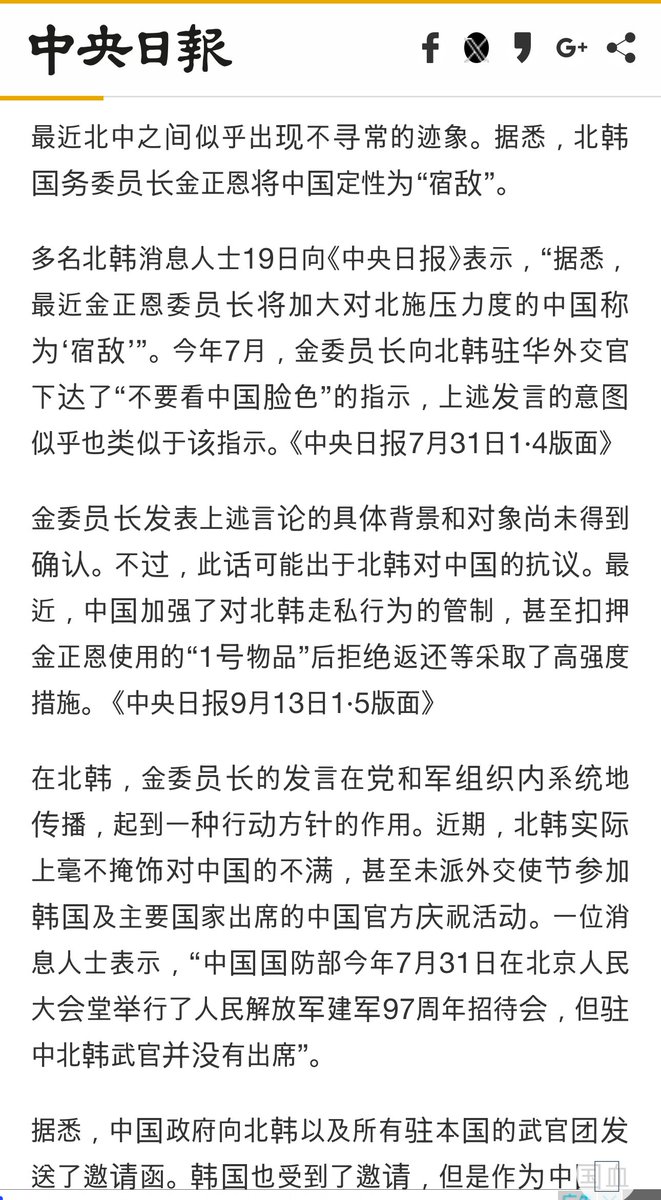 中央日報
f X G+
最近北中之间似乎出现不寻常的迹象。据悉，北韩
国务委员长金正恩将中国定性为“宿敌”。
多名北韩消息人士19日向《中央日报》表示，“据悉，
最近金正恩委员长将加大对北施压力度的中国称
为‘宿敌’”。今年7月，金委员长向北韩驻华外交官
下达了“不要看中国脸色”的指示，上述发言的意图
似乎也类似于该指示。《中央日报7月31日1·4版面》
金委员长发表上述言论的具体背景和对象尚未得到
确认。不过，此话可能出于北韩对中国的抗议。最
近，中国加强了对北韩走私行为的管制，甚至扣押
金正恩使用的“1号物品”后拒绝返还等采取了高强度
措施。《中央日报9月13日1·5版面》
在北韩，金委员长的发言在党和军组织内系统地
传播，起到一种行动方针的作用。近期，北韩实际
上毫不掩饰对中国的不满，甚至未派外交使节参加
韩国及主要国家出席的中国官方庆祝活动。一位消
息人士表示，“中国国防部今年7月31日在北京人民
大会堂举行了人民解放军建军97周年招待会，但驻
中北韩武官并没有出席”。
据悉，中国政府向北韩以及所有驻本国的武官团发
送了邀请函。韩国也受到了邀请，但是作为中国血